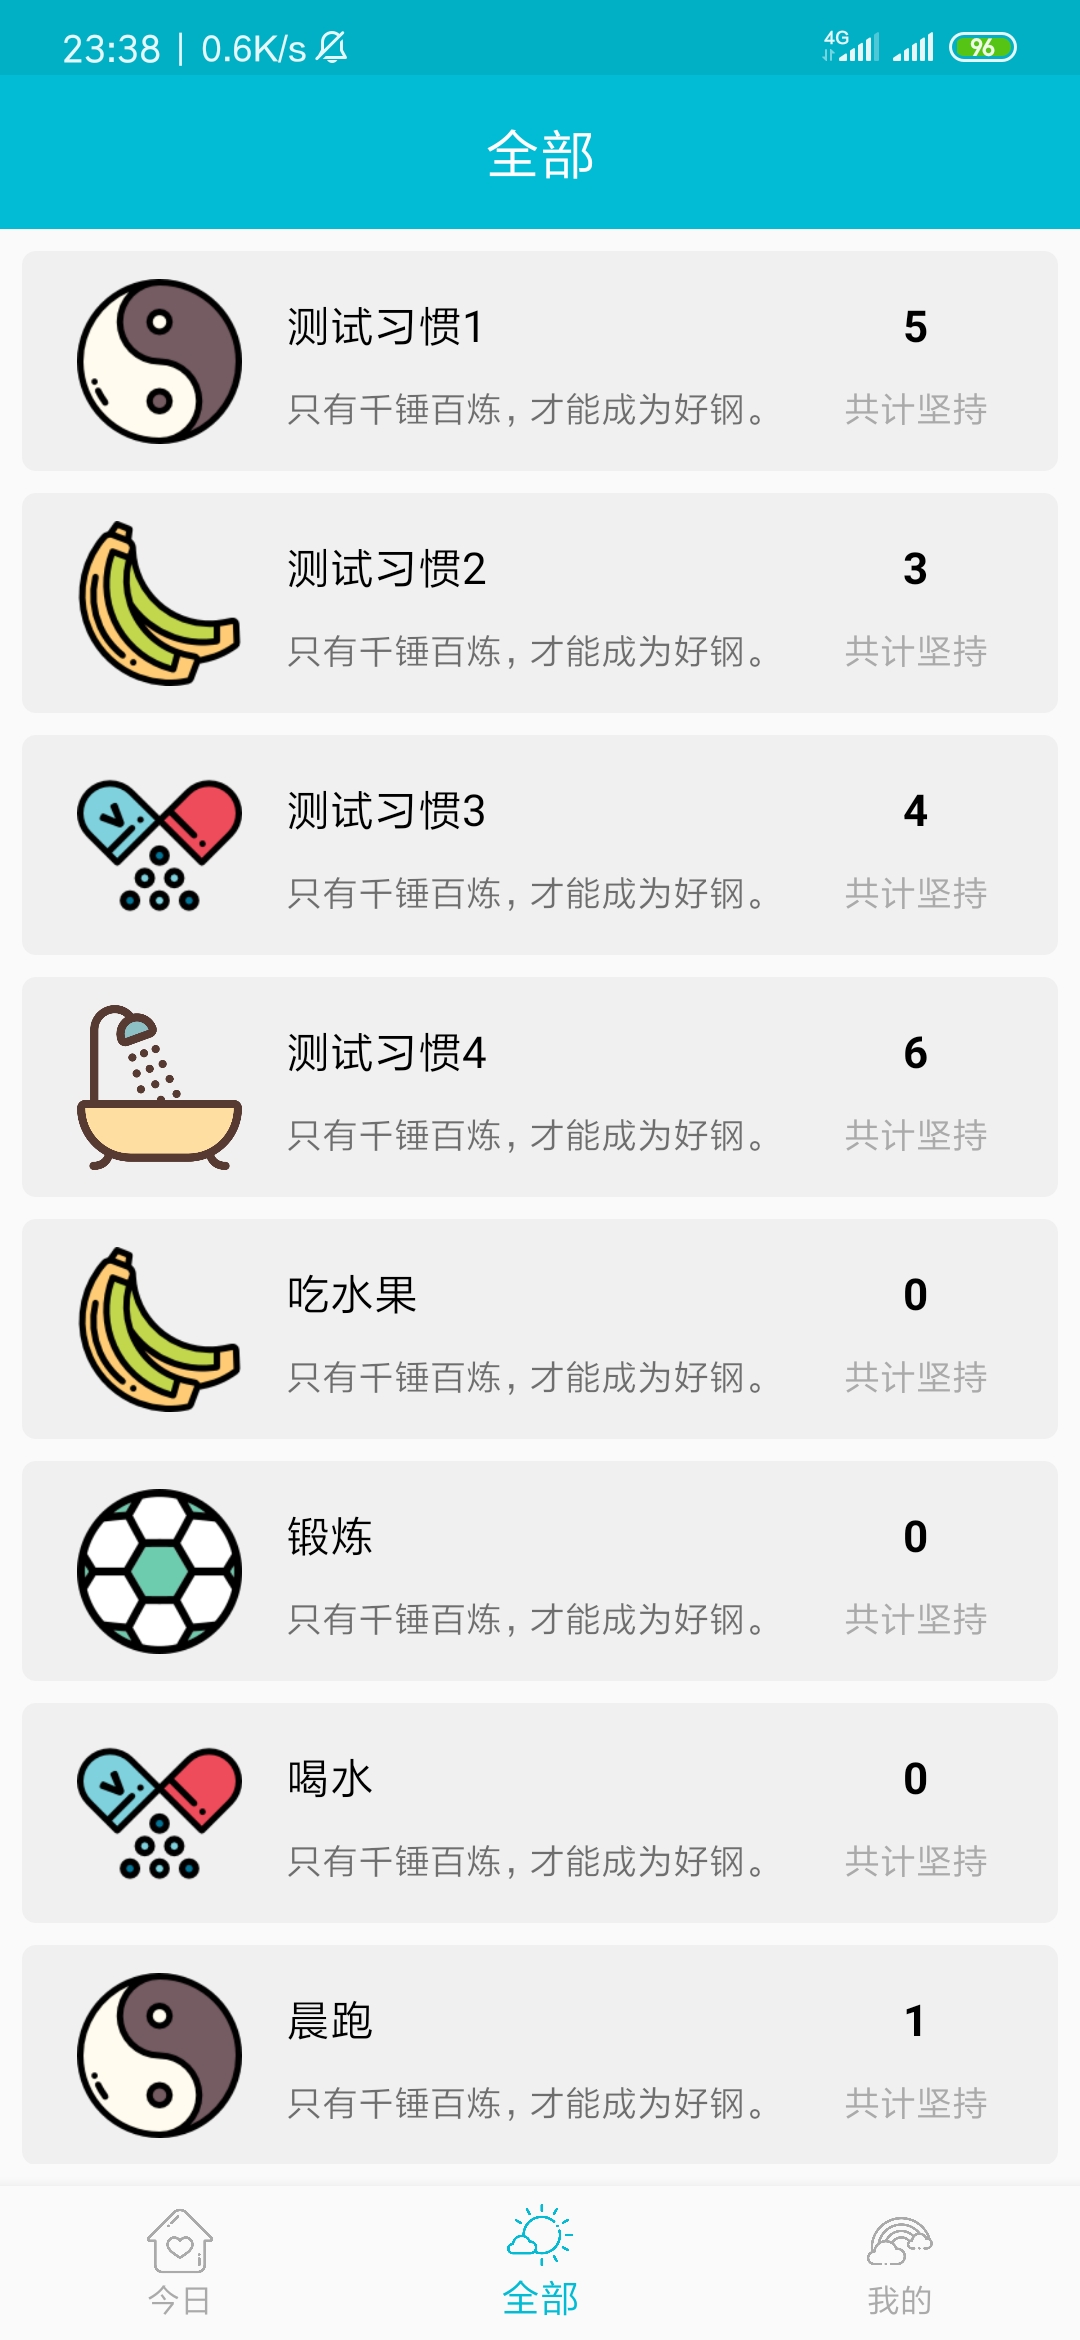 23:38 | 0.6K/s 4G 96
全部
测试习惯1 5
只有千锤百炼，才能成为好钢。 共计坚持
测试习惯2 3
只有千锤百炼，才能成为好钢。 共计坚持
测试习惯3 4
只有千锤百炼，才能成为好钢。 共计坚持
测试习惯4 6
只有千锤百炼，才能成为好钢。 共计坚持
吃水果 0
只有千锤百炼，才能成为好钢。 共计坚持
锻炼 0
只有千锤百炼，才能成为好钢。 共计坚持
喝水 0
只有千锤百炼，才能成为好钢。 共计坚持
晨跑 1
只有千锤百炼，才能成为好钢。 共计坚持
今日 全部 我的